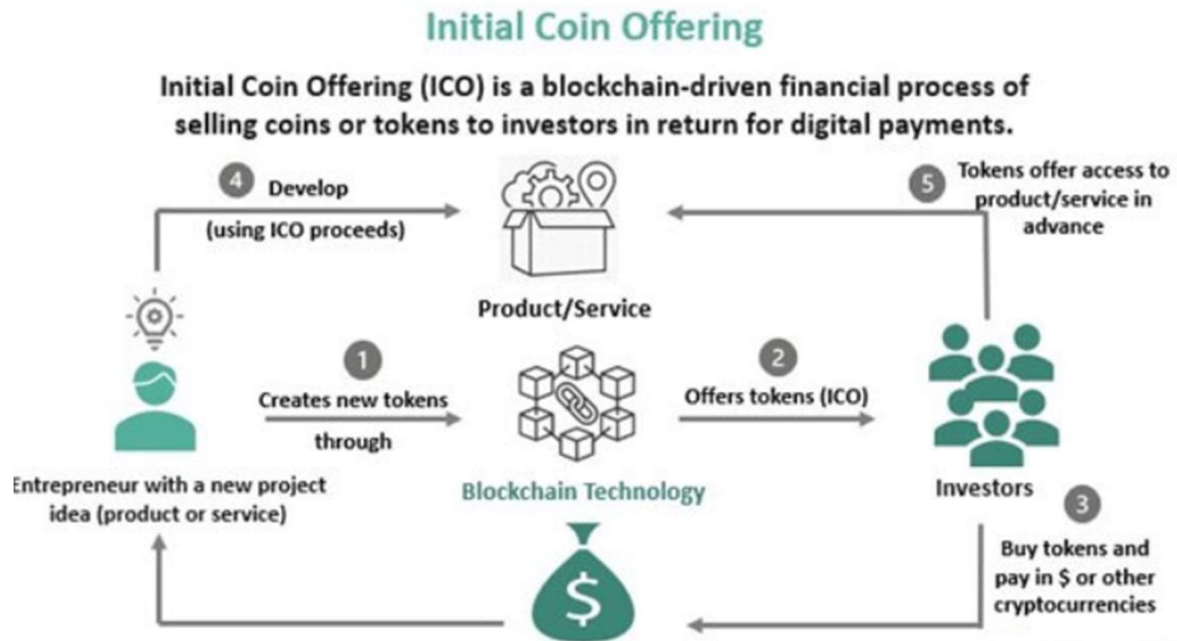 Initial Coin Offering
Initial Coin Offering (ICO) is a blockchain-driven financial process of
selling coins or tokens to investors in return for digital payments.
4 Develop
(using ICO proceeds)
5 Tokens offer access to
product/service in
advance
Product/Service
1
Creates new tokens
through
2
Offers tokens (ICO)
Entrepreneur with a new project
idea (product or service)
Blockchain Technology
Investors
3
Buy tokens and
pay in $ or other
cryptocurrencies
$